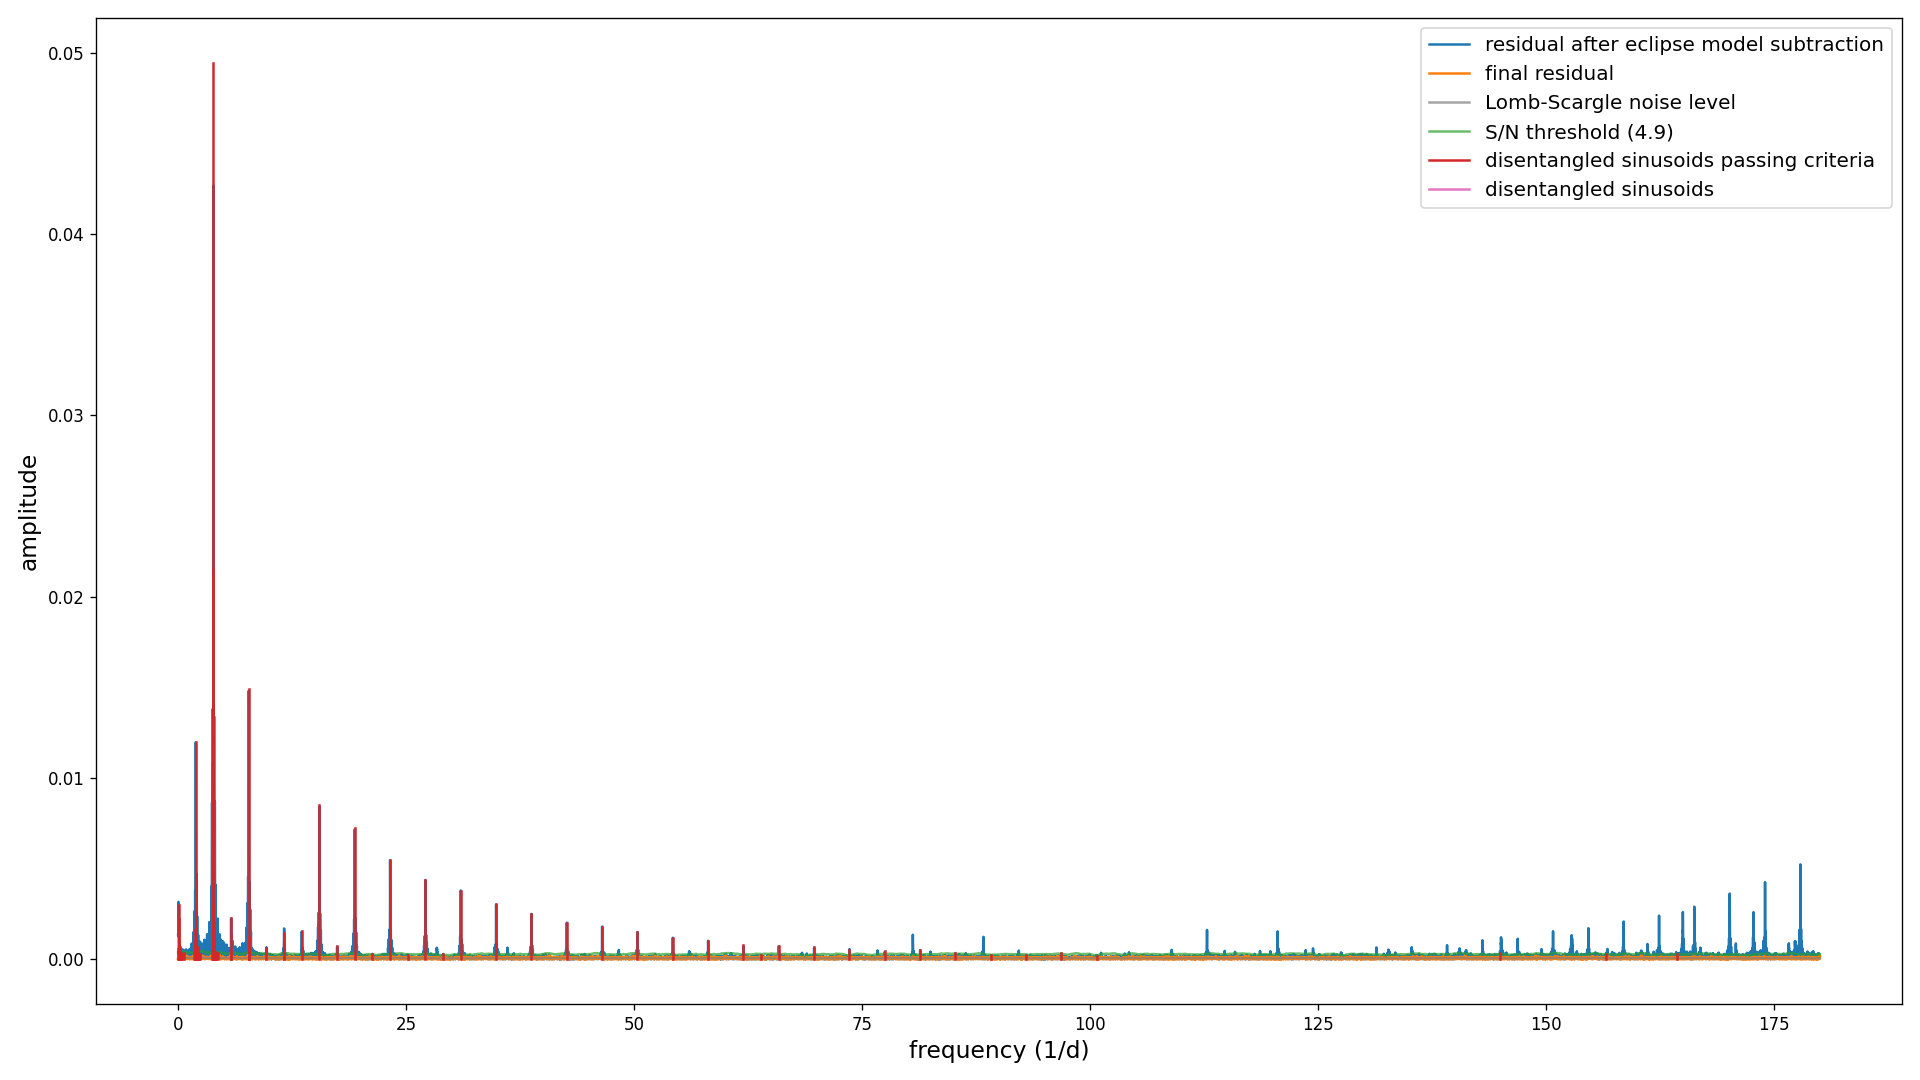 0.05
0.04
0.03
0.02
0.01
0.00
amplitude
0
25
50
75
100
125
150
175
frequency (1/d)
residual after eclipse model subtraction
final residual
Lomb-Scargle noise level
S/N threshold (4.9)
disentangled sinusoids passing criteria
disentangled sinusoids